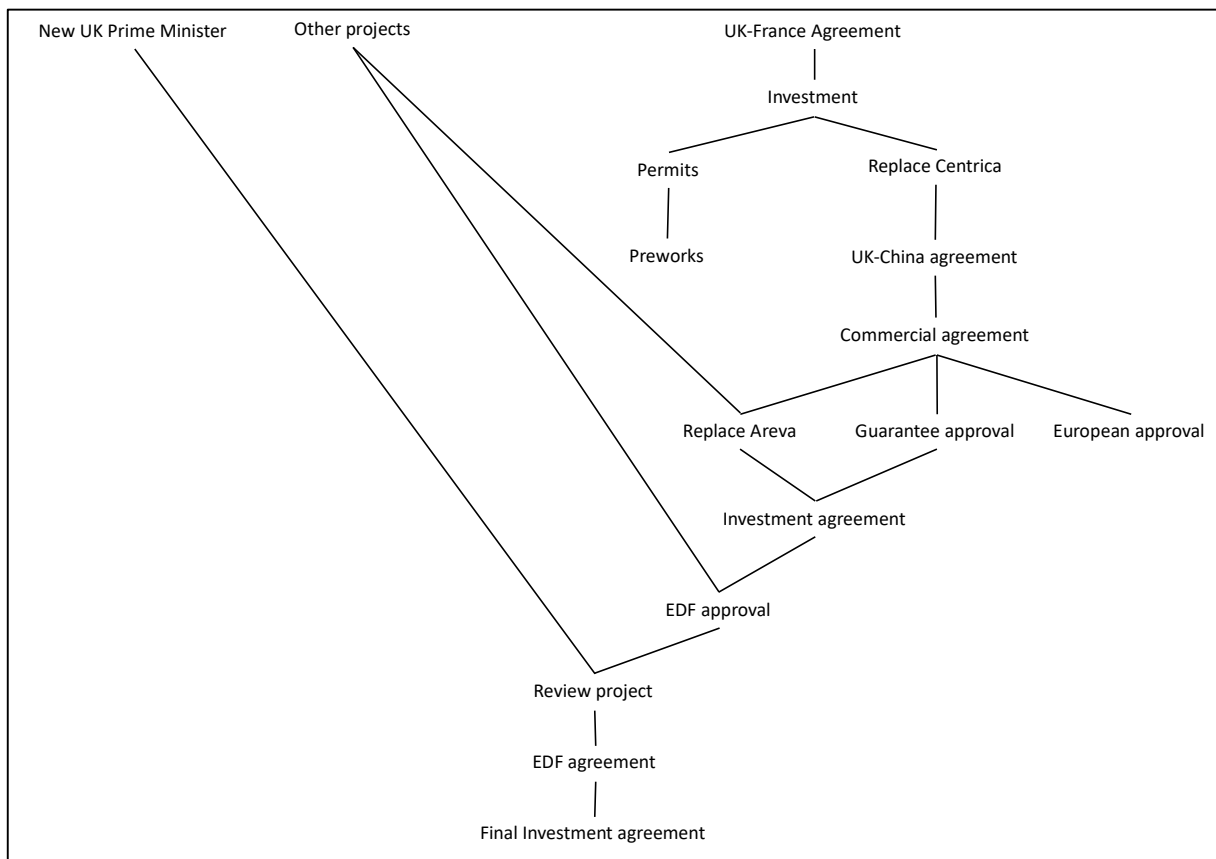 New UK Prime Minister
Other projects
UK-France Agreement
Investment
Permits
Replace Centrica
Preworks
UK-China agreement
Commercial agreement
Replace Areva
Guarantee approval
European approval
Investment agreement
EDF approval
Review project
EDF agreement
Final Investment agreement